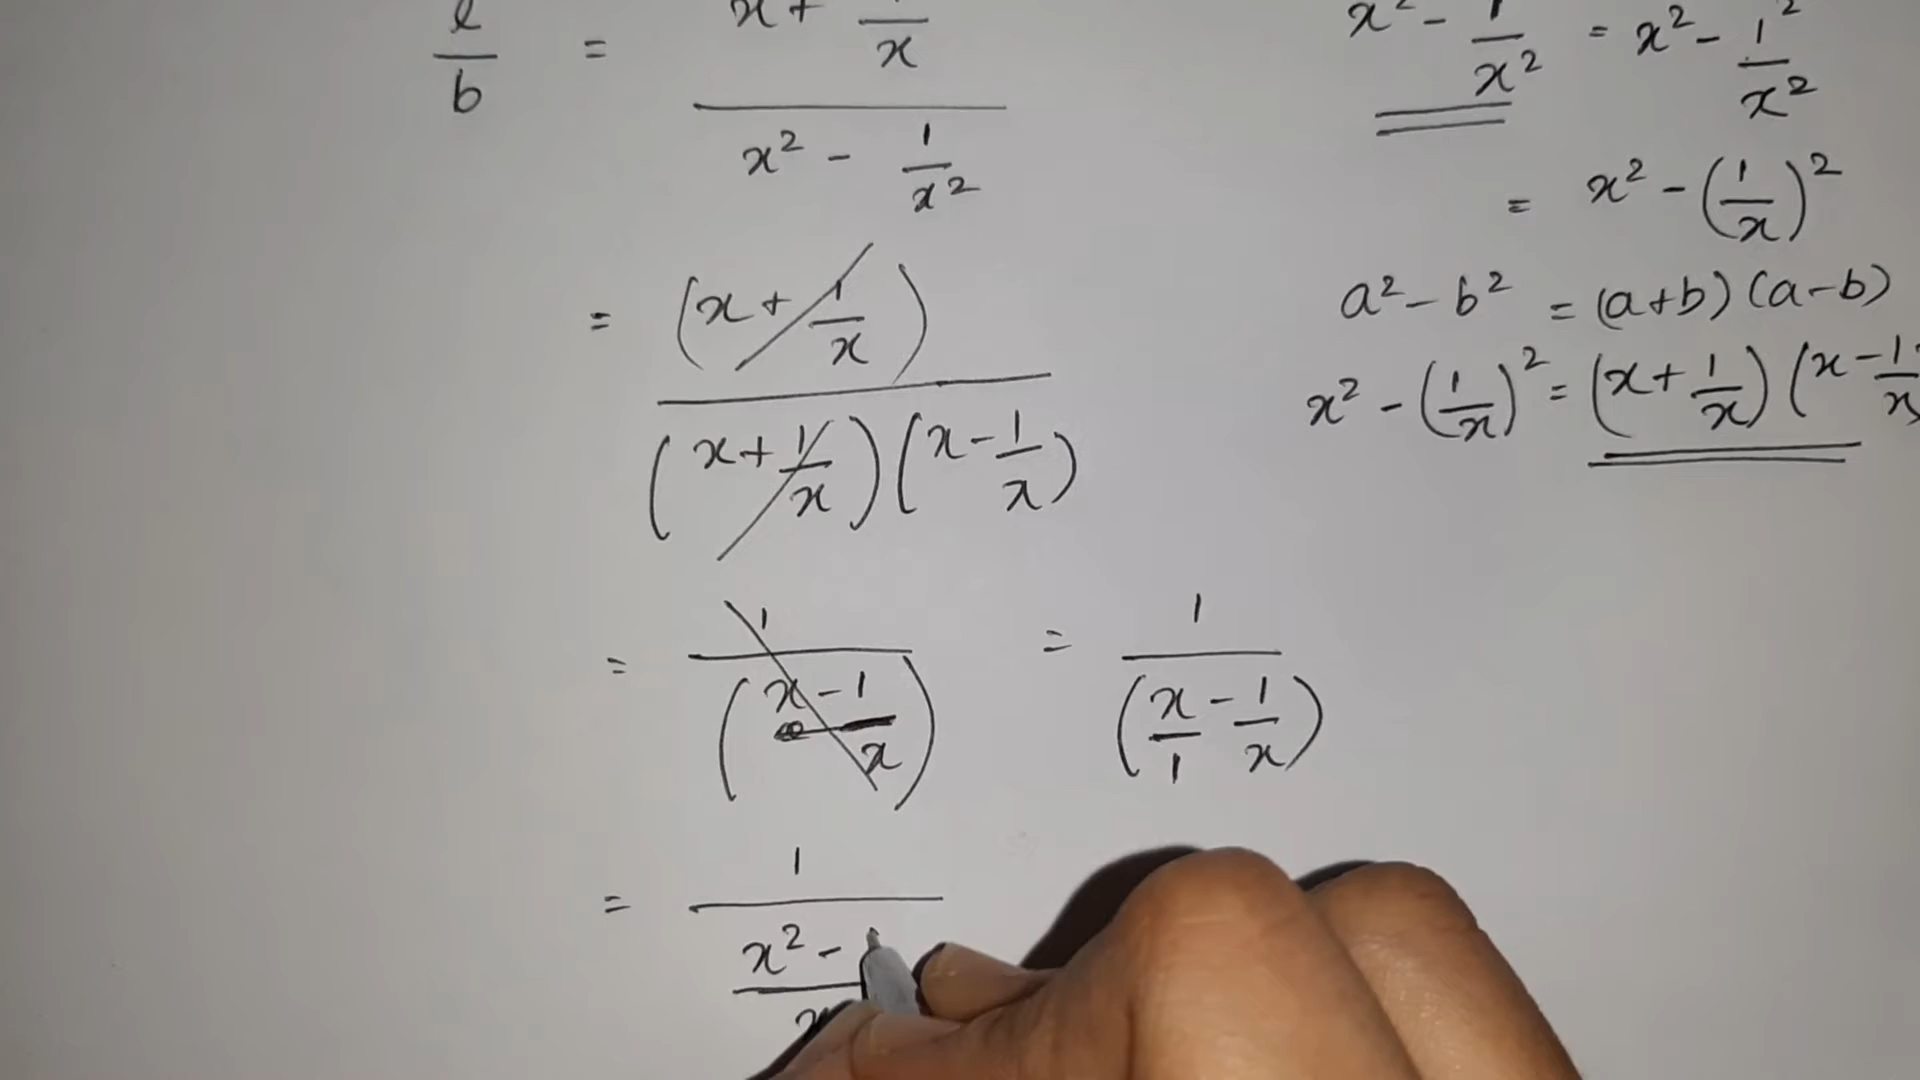 l/b = (x + 1/x)/(x² - 1/x²)
= (x + 1/x)/((x + 1/x)(x - 1/x))
= 1/(x - 1/x) = 1/(x/1 - 1/x)
= 1/((x² -
x² - 1/x² = x² - 1²/x²
= x² - (1/x)²
a² - b² = (a+b) (a-b)
x² - (1/x)² = (x + 1/x) (x - 1/x